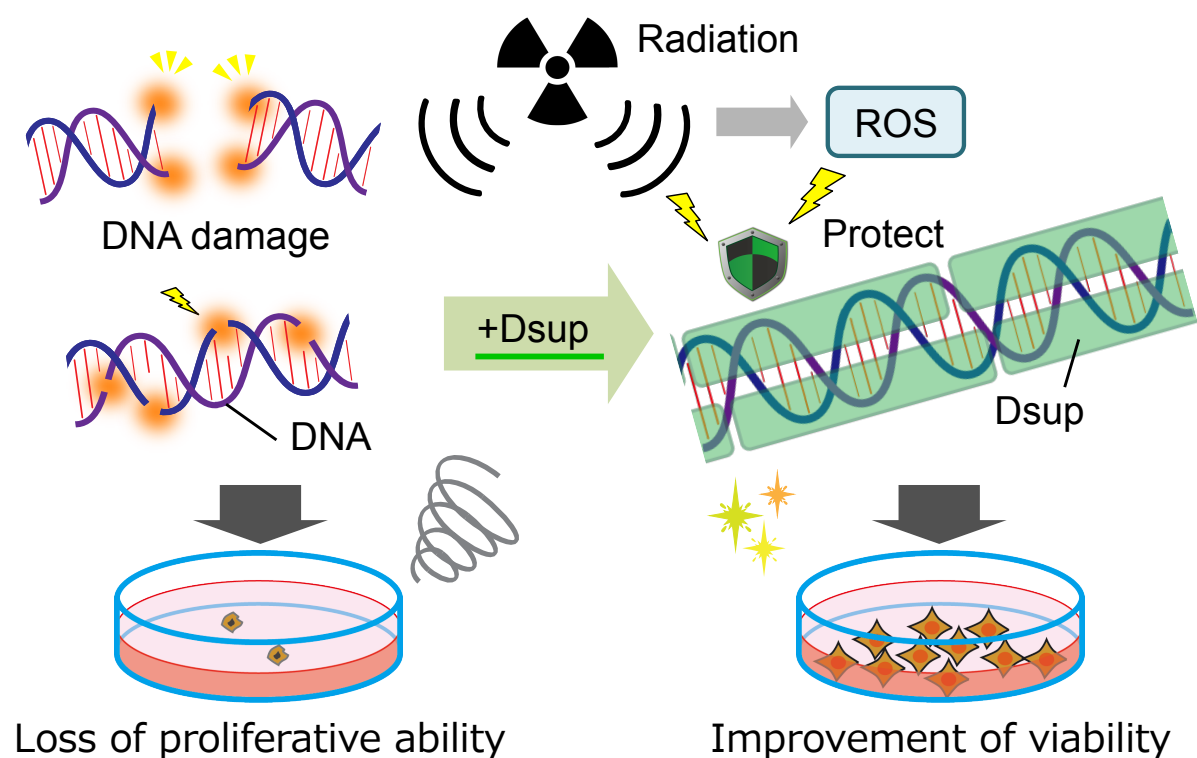 Radiation
ROS
DNA damage
Protect
+Dsup
DNA
Dsup
Loss of proliferative ability
Improvement of viability